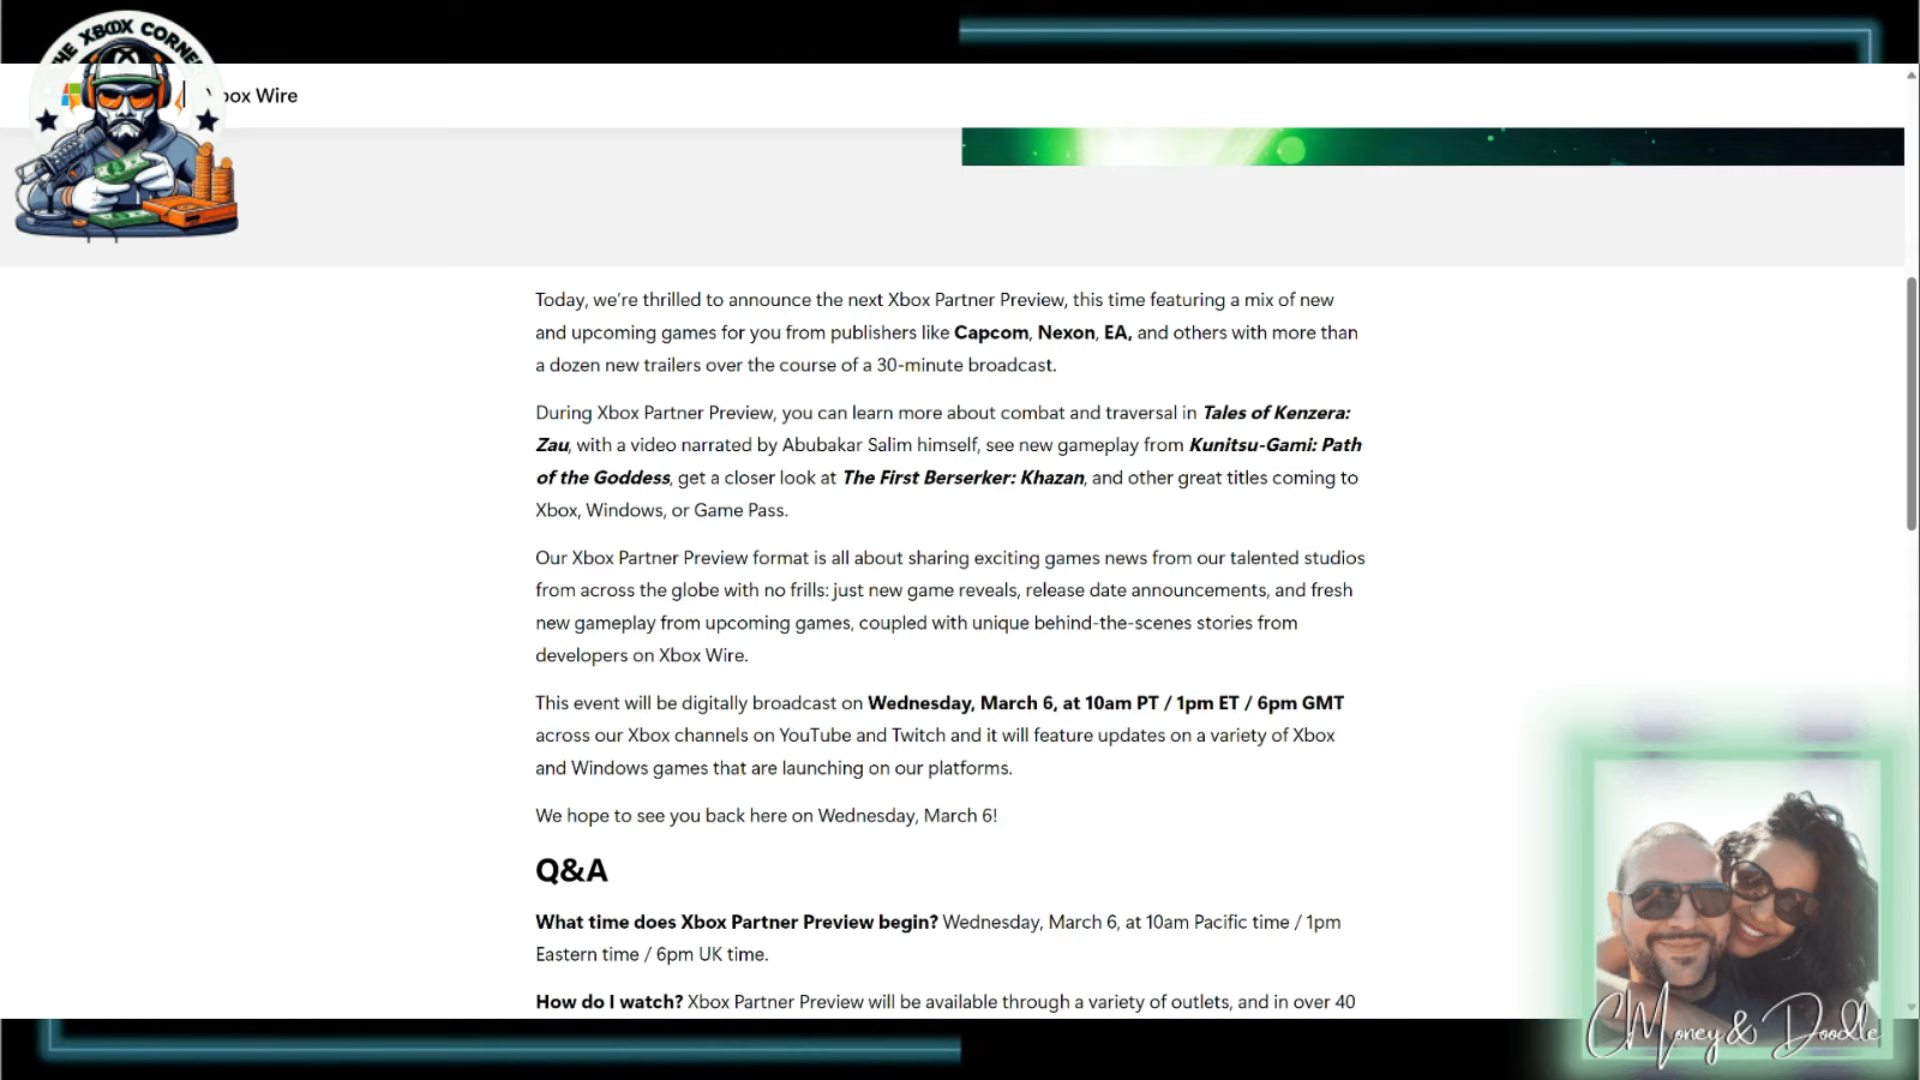 THE XBOX CORNER
box Wire
Today, we're thrilled to announce the next Xbox Partner Preview, this time featuring a mix of new
and upcoming games for you from publishers like Capcom, Nexon, EA, and others with more than
a dozen new trailers over the course of a 30-minute broadcast.
During Xbox Partner Preview, you can learn more about combat and traversal in Tales of Kenzera:
Zau, with a video narrated by Abubakar Salim himself, see new gameplay from Kunitsu-Gami: Path
of the Goddess, get a closer look at The First Berserker: Khazan, and other great titles coming to
Xbox, Windows, or Game Pass.
Our Xbox Partner Preview format is all about sharing exciting games news from our talented studios
from across the globe with no frills: just new game reveals, release date announcements, and fresh
new gameplay from upcoming games, coupled with unique behind-the-scenes stories from
developers on Xbox Wire.
This event will be digitally broadcast on Wednesday, March 6, at 10am PT / 1pm ET / 6pm GMT
across our Xbox channels on YouTube and Twitch and it will feature updates on a variety of Xbox
and Windows games that are launching on our platforms.
We hope to see you back here on Wednesday, March 6!
Q&A
What time does Xbox Partner Preview begin? Wednesday, March 6, at 10am Pacific time / 1pm
Eastern time / 6pm UK time.
How do I watch? Xbox Partner Preview will be available through a variety of outlets, and in over 40
CMoney & Doodle